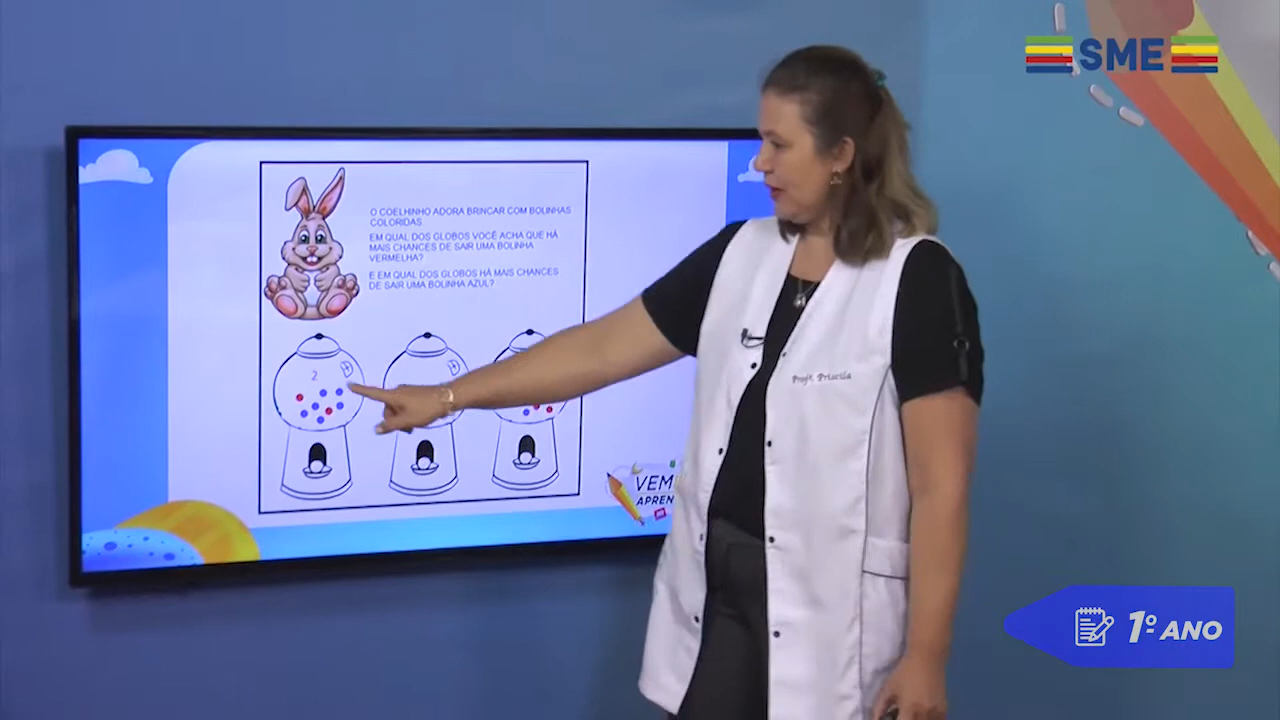 SME
O COELHINHO ADORA BRINCAR COM BOLINHAS
COLORIDAS
EM QUAL DOS GLOBOS VOCÊ ACHA QUE HÁ
MAIS CHANCES DE SAIR UMA BOLINHA
VERMELHA?
E EM QUAL DOS GLOBOS HÁ MAIS CHANCES
DE SAIR UMA BOLINHA AZUL?
2
Profª. Priscila
1º ANO